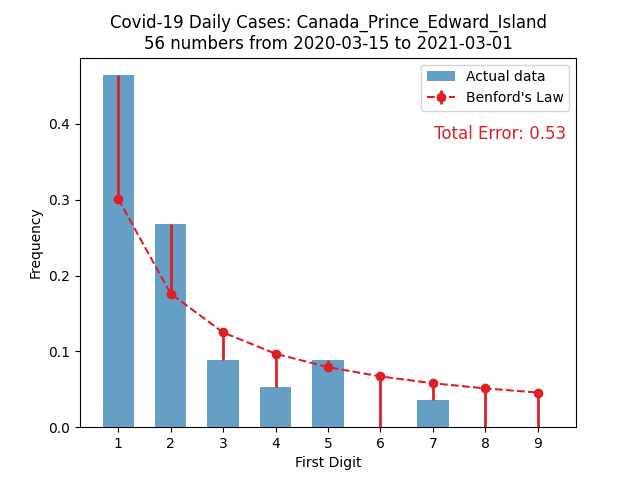 Covid-19 Daily Cases: Canada_Prince_Edward_Island
56 numbers from 2020-03-15 to 2021-03-01
Actual data
Benford's Law
Total Error: 0.53
Frequency
0.4
0.3
0.2
0.1
0.0
1 2 3 4 5 6 7 8 9
First Digit